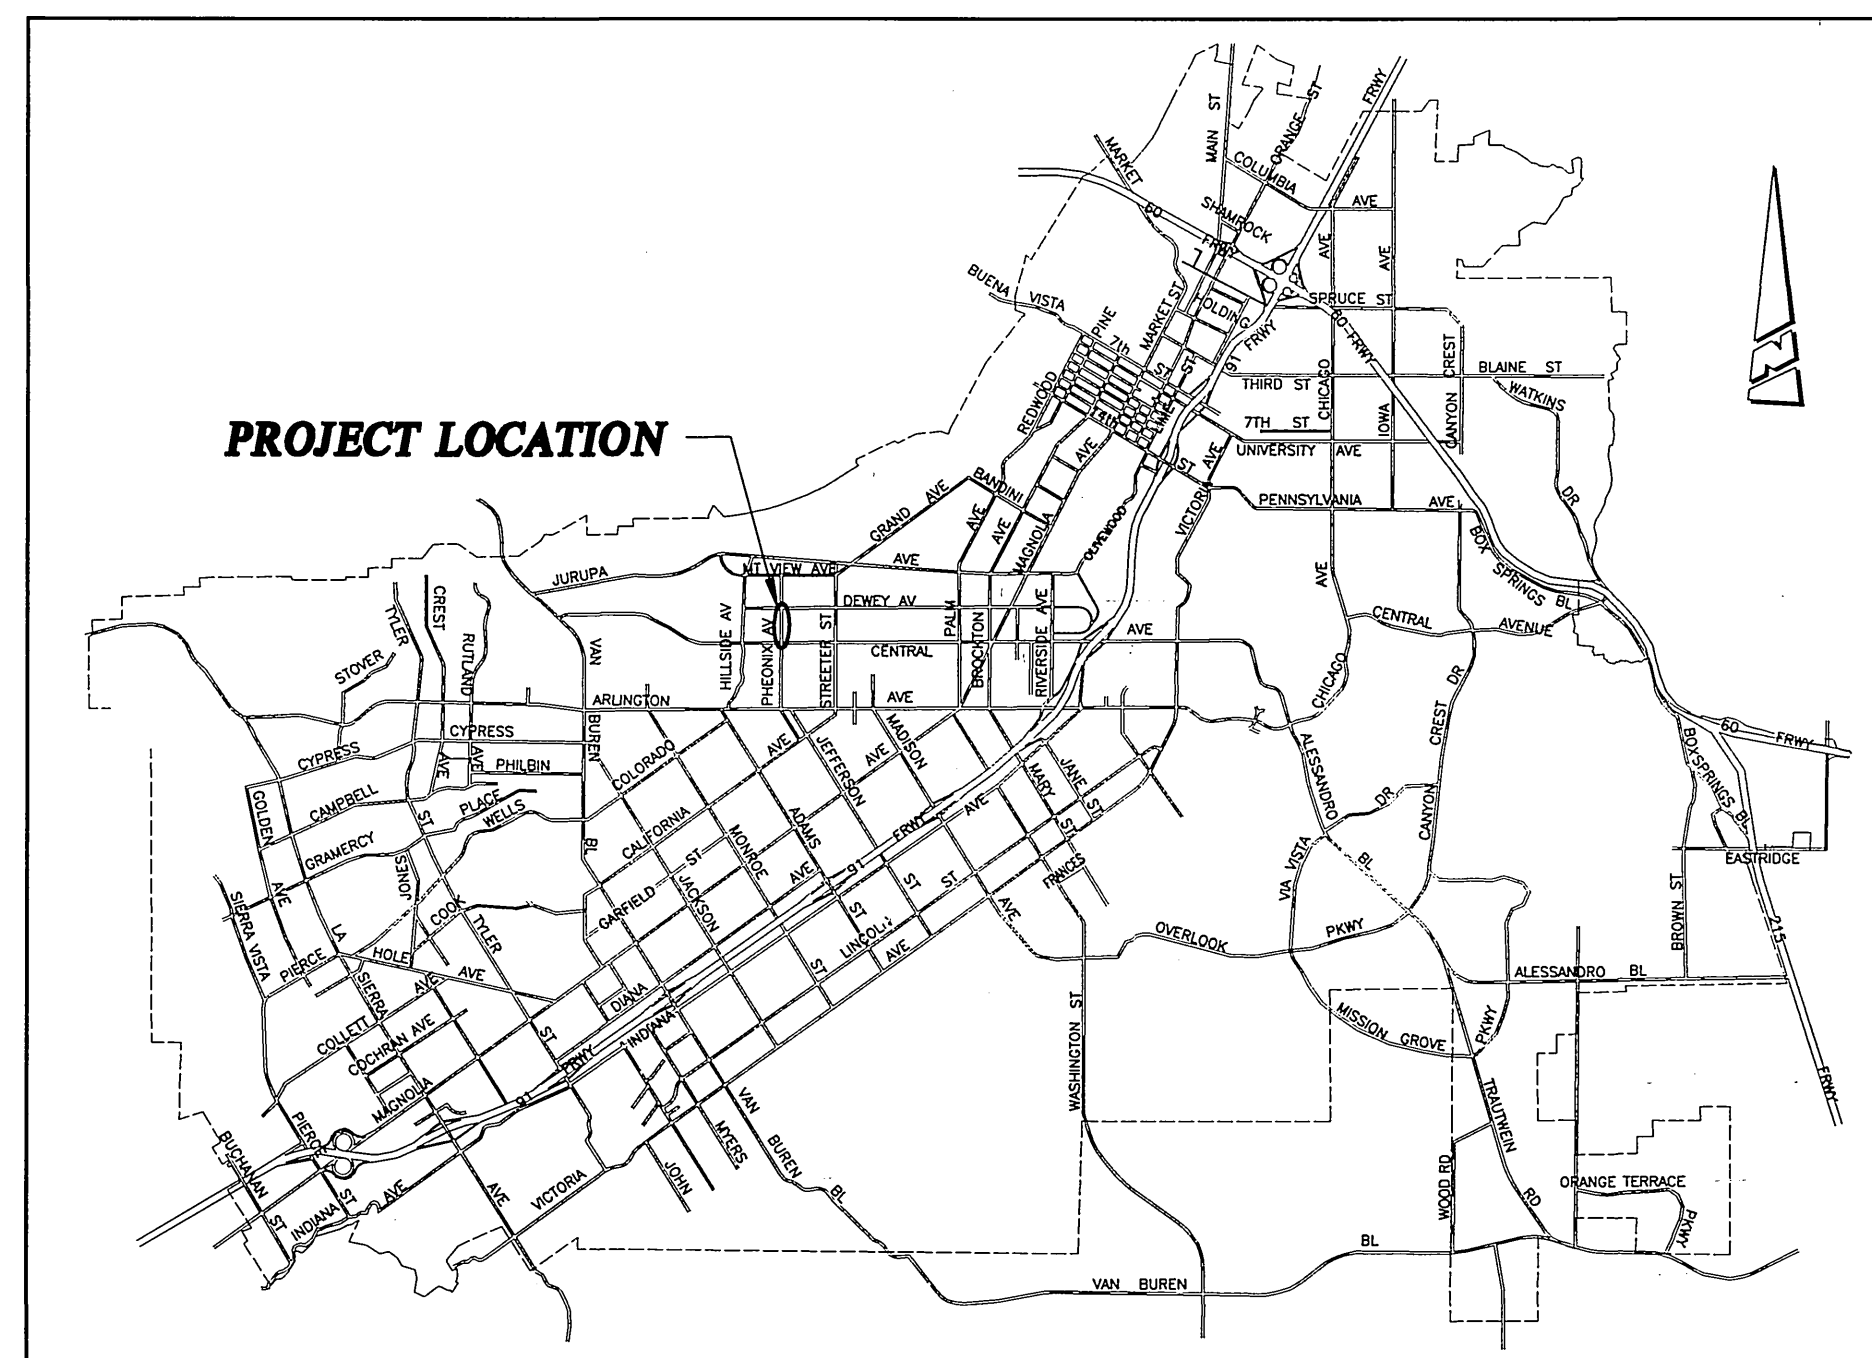 MAIN ST
ORANGE ST
FRWY
MARKET
COLUMBIA
AVE
60
SHAMROCK
FRWY
AVE
AVE
BUENA VISTA
MARKET ST
HOLDING
SPRUCE ST
PINE
7th
ST
ST
91
FRWY
60 FRWY
CANYON CREST
BLAINE ST
WATKINS
DR
THIRD ST
CHICAGO
IOWA
REDWOOD
14th
LIME
7TH ST
UNIVERSITY AVE
PROJECT LOCATION
ST
AVE
VICTORIA
PENNSYLVANIA AVE
BANDINI
AVE
GRAND AVE
AVE
AVE
MAGNOLIA
OLIVEWOOD
BOX SPRINGS BL
JURUPA
AVE
MT VIEW AVE
DEWEY AV
AVE
TYLER
CREST
RUTLAND
VAN
HILLSIDE AV
PHEONIX AV
STREETER ST
PALM
BROCKTON
RIVERSIDE AVE
CENTRAL
AVE
CENTRAL AVENUE
STOVER
ARLINGTON
AVE
CHICAGO
CREST DR
60 FRWY
CYPRESS
CYPRESS
AVE
AVE
PHILBIN
BUREN
COLORADO
AVE
JEFFERSON
AVE
MADISON
MARY
JANE
ST
ALESSANDRO
DR
CANYON
BOXSPRINGS BL
GOLDEN
CAMPBELL
ST
PLACE
WELLS
GRAMERCY
BL
CALIFORNIA
ST
MONROE
ADAMS
AVE
FRWY
AVE
ST
FRANCES
VIA VISTA
BL
EASTRIDGE
SIERRA VISTA
AVE
JONES
COOK
TYLER
GARFIELD
JACKSON
91
ST
ST
LINCOLN
ST
AVE
AVE
OVERLOOK PKWY
BROWN ST
215
LA
PIERCE
HOLE
AVE
SIERRA
AVE
COLLETT
COCHRAN AVE
MAGNOLIA
DIANA
INDIANA
ST
ST
FRWY
91
ALESSANDRO BL
MISSION GROVE PKWY
WASHINGTON ST
FRWY
PIERCE
ST
BUCHANAN
ST
INDIANA
AVE
AVE
VICTORIA
JOHN
MYERS
VAN BUREN BL
TRAUTWEIN
RD
WOOD RD
ORANGE TERRACE
PKWY
BL
VAN BUREN